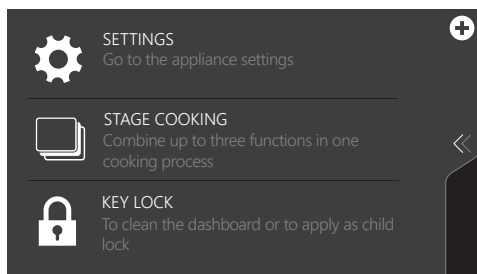 SETTINGS
Go to the appliance settings
STAGE COOKING
Combine up to three functions in one
cooking process
KEY LOCK
To clean the dashboard or to apply as child
lock